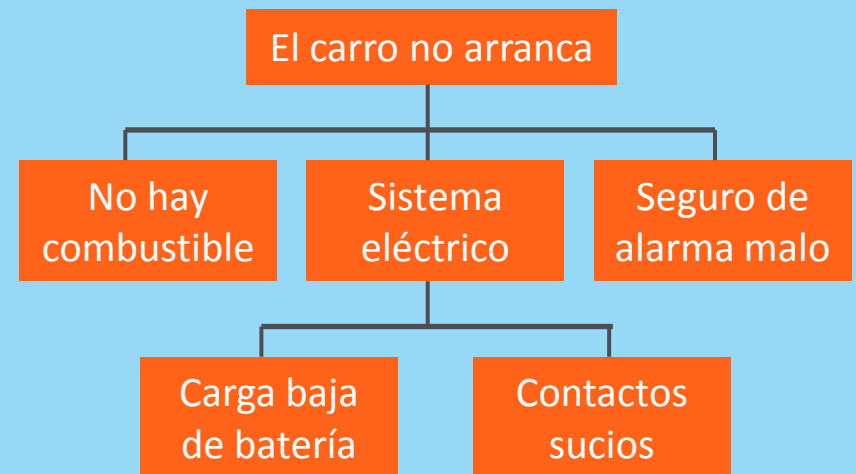 El carro no arranca
No hay
combustible
Sistema
eléctrico
Seguro de
alarma malo
Carga baja
de batería
Contactos
sucios